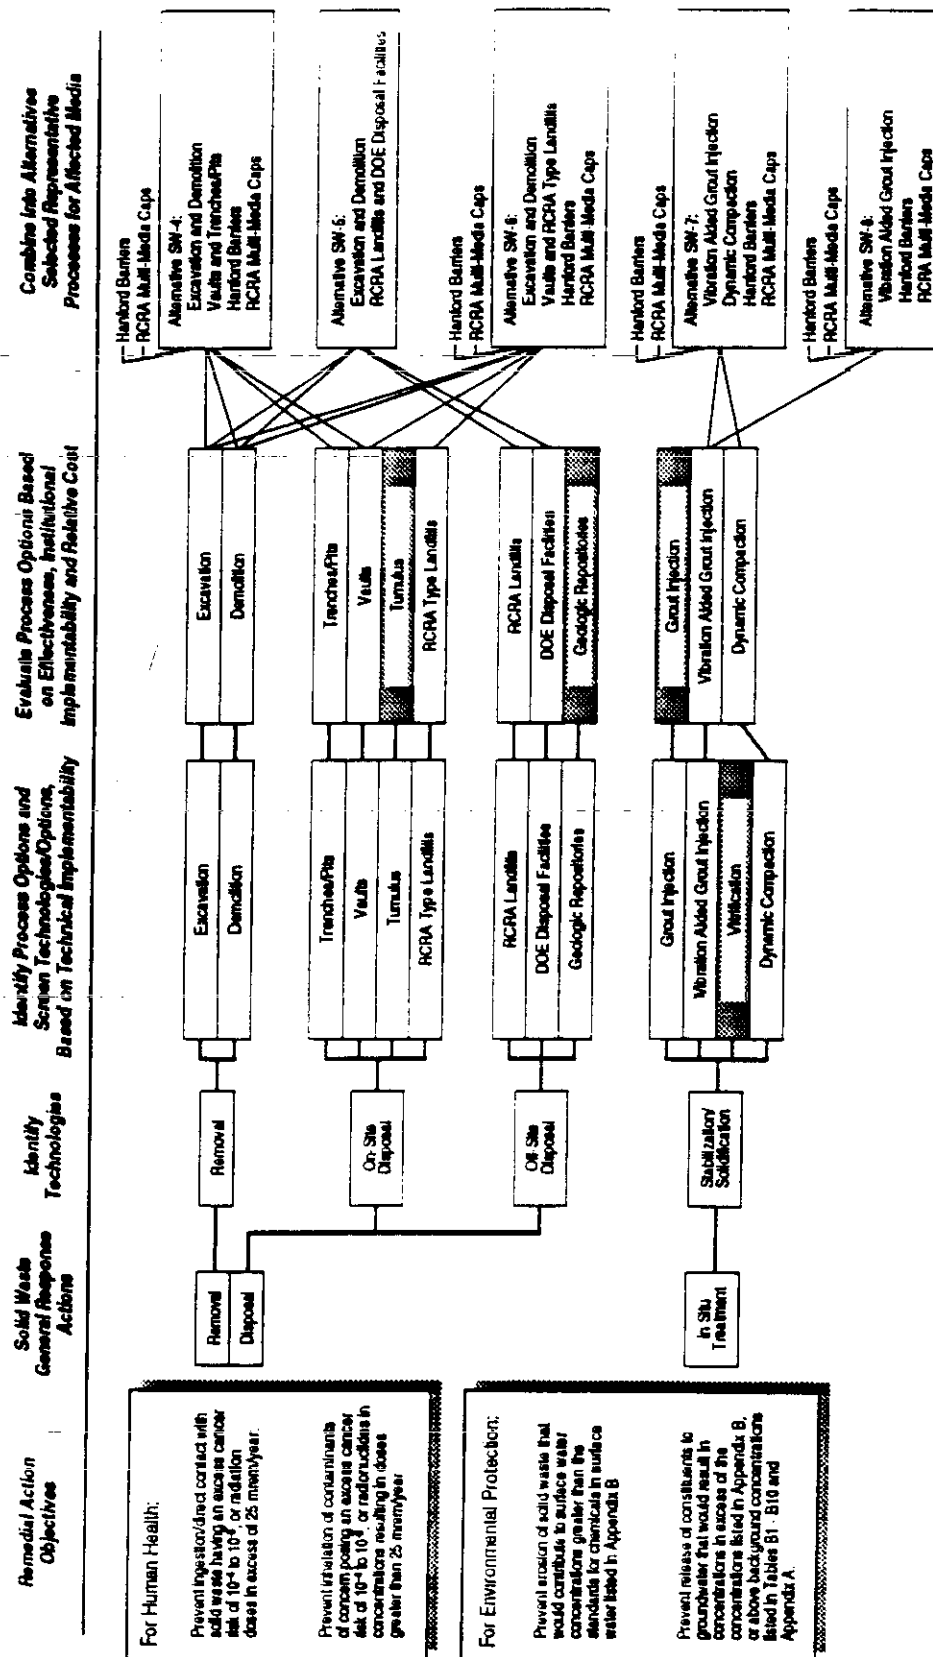 Remedial Action
Objectives
Solid Waste
General Response
Actions
Identify
Technologies
Identify Process Options and
Screen Technologies/Options,
Based on Technical Implementability
Evaluate Process Options Based
on Effectiveness, Institutional
Implementability and Relative Cost
Combine into Alternatives
Selected Representative
Processes for Affected Media
For Human Health:
Prevent ingestion/direct contact with
solid waste having an excess cancer
risk of 10⁻⁴ to 10⁻⁶, or radiation
doses in excess of 25 mrem/year.
Prevent inhalation of contaminants
of concern posing an excess cancer
risk of 10⁻⁴ to 10⁻⁶, or radionuclides in
concentrations resulting in doses
greater than 25 mrem/year
For Environmental Protection:
Prevent erosion of solid waste that
would contribute to surface water
concentrations greater than the
standards for chemicals in surface
water listed in Appendix B
Prevent release of constituents to
groundwater that would result in
concentrations in excess of the
concentrations listed in Appendix B,
or above background concentrations
listed in Tables B1 - B10 and
Appendix A.
Removal
Disposal
In Situ
Treatment
Removal
On-Site
Disposal
Off-Site
Disposal
Stabilization/
Solidification
Excavation
Demolition
Trenches/Pits
Vaults
Tumulus
RCRA Type Landfills
RCRA Landfills
DOE Disposal Facilities
Geologic Repositories
Grout Injection
Vibration Aided Grout Injection
Vitrification
Dynamic Compaction
Excavation
Demolition
Trenches/Pits
Vaults
Tumulus
RCRA Type Landfills
RCRA Landfills
DOE Disposal Facilities
Geologic Repositories
Grout Injection
Vibration Aided Grout Injection
Dynamic Compaction
Hanford Barriers
RCRA Multi-Media Caps
Alternative SW-4:
Excavation and Demolition
Vaults and Trenches/Pits
Hanford Barriers
RCRA Multi-Media Caps
Alternative SW-5:
Excavation and Demolition
RCRA Landfills and DOE Disposal Facilities
Hanford Barriers
RCRA Multi-Media Caps
Alternative SW-6:
Excavation and Demolition
Vaults and RCRA Type Landfills
Hanford Barriers
RCRA Multi-Media Caps
Hanford Barriers
RCRA Multi-Media Caps
Alternative SW-7:
Vibration Aided Grout Injection
Dynamic Compaction
Hanford Barriers
RCRA Multi-Media Caps
Hanford Barriers
RCRA Multi-Media Caps
Alternative SW-8:
Vibration Aided Grout Injection
Hanford Barriers
RCRA Multi-Media Caps